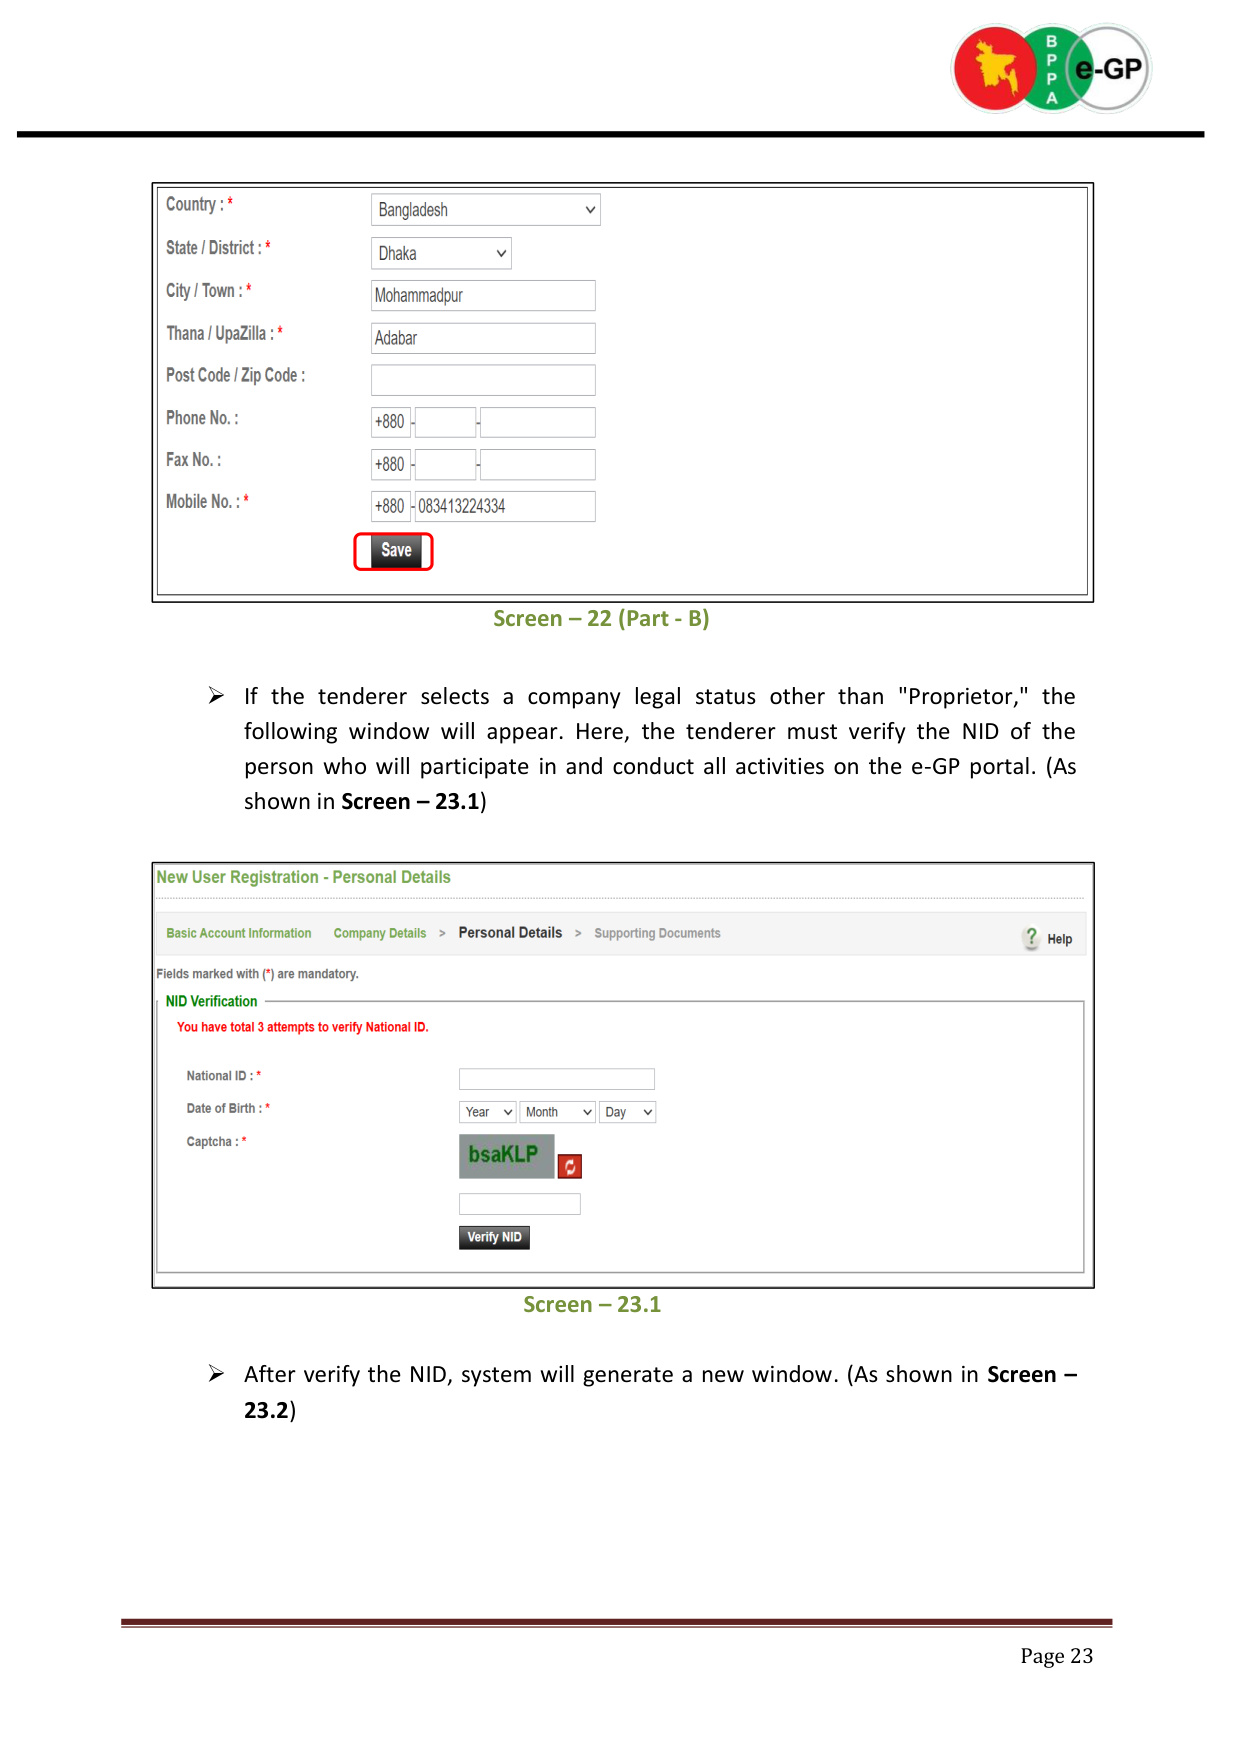 B
P
P
A
e-GP
Country : * Bangladesh
State / District : * Dhaka
City / Town : * Mohammadpur
Thana / UpaZilla : * Adabar
Post Code / Zip Code :
Phone No. : +880 - -
Fax No. : +880 - -
Mobile No. : * +880 - 083413224334
Save
Screen – 22 (Part - B)
➢ If the tenderer selects a company legal status other than "Proprietor," the
following window will appear. Here, the tenderer must verify the NID of the
person who will participate in and conduct all activities on the e-GP portal. (As
shown in Screen – 23.1)
New User Registration - Personal Details
Basic Account Information Company Details > Personal Details > Supporting Documents ? Help
Fields marked with (*) are mandatory.
NID Verification
You have total 3 attempts to verify National ID.
National ID : *
Date of Birth : * Year Month Day
Captcha : * bsaKLP
Verify NID
Screen – 23.1
➢ After verify the NID, system will generate a new window. (As shown in Screen –
23.2)
Page 23